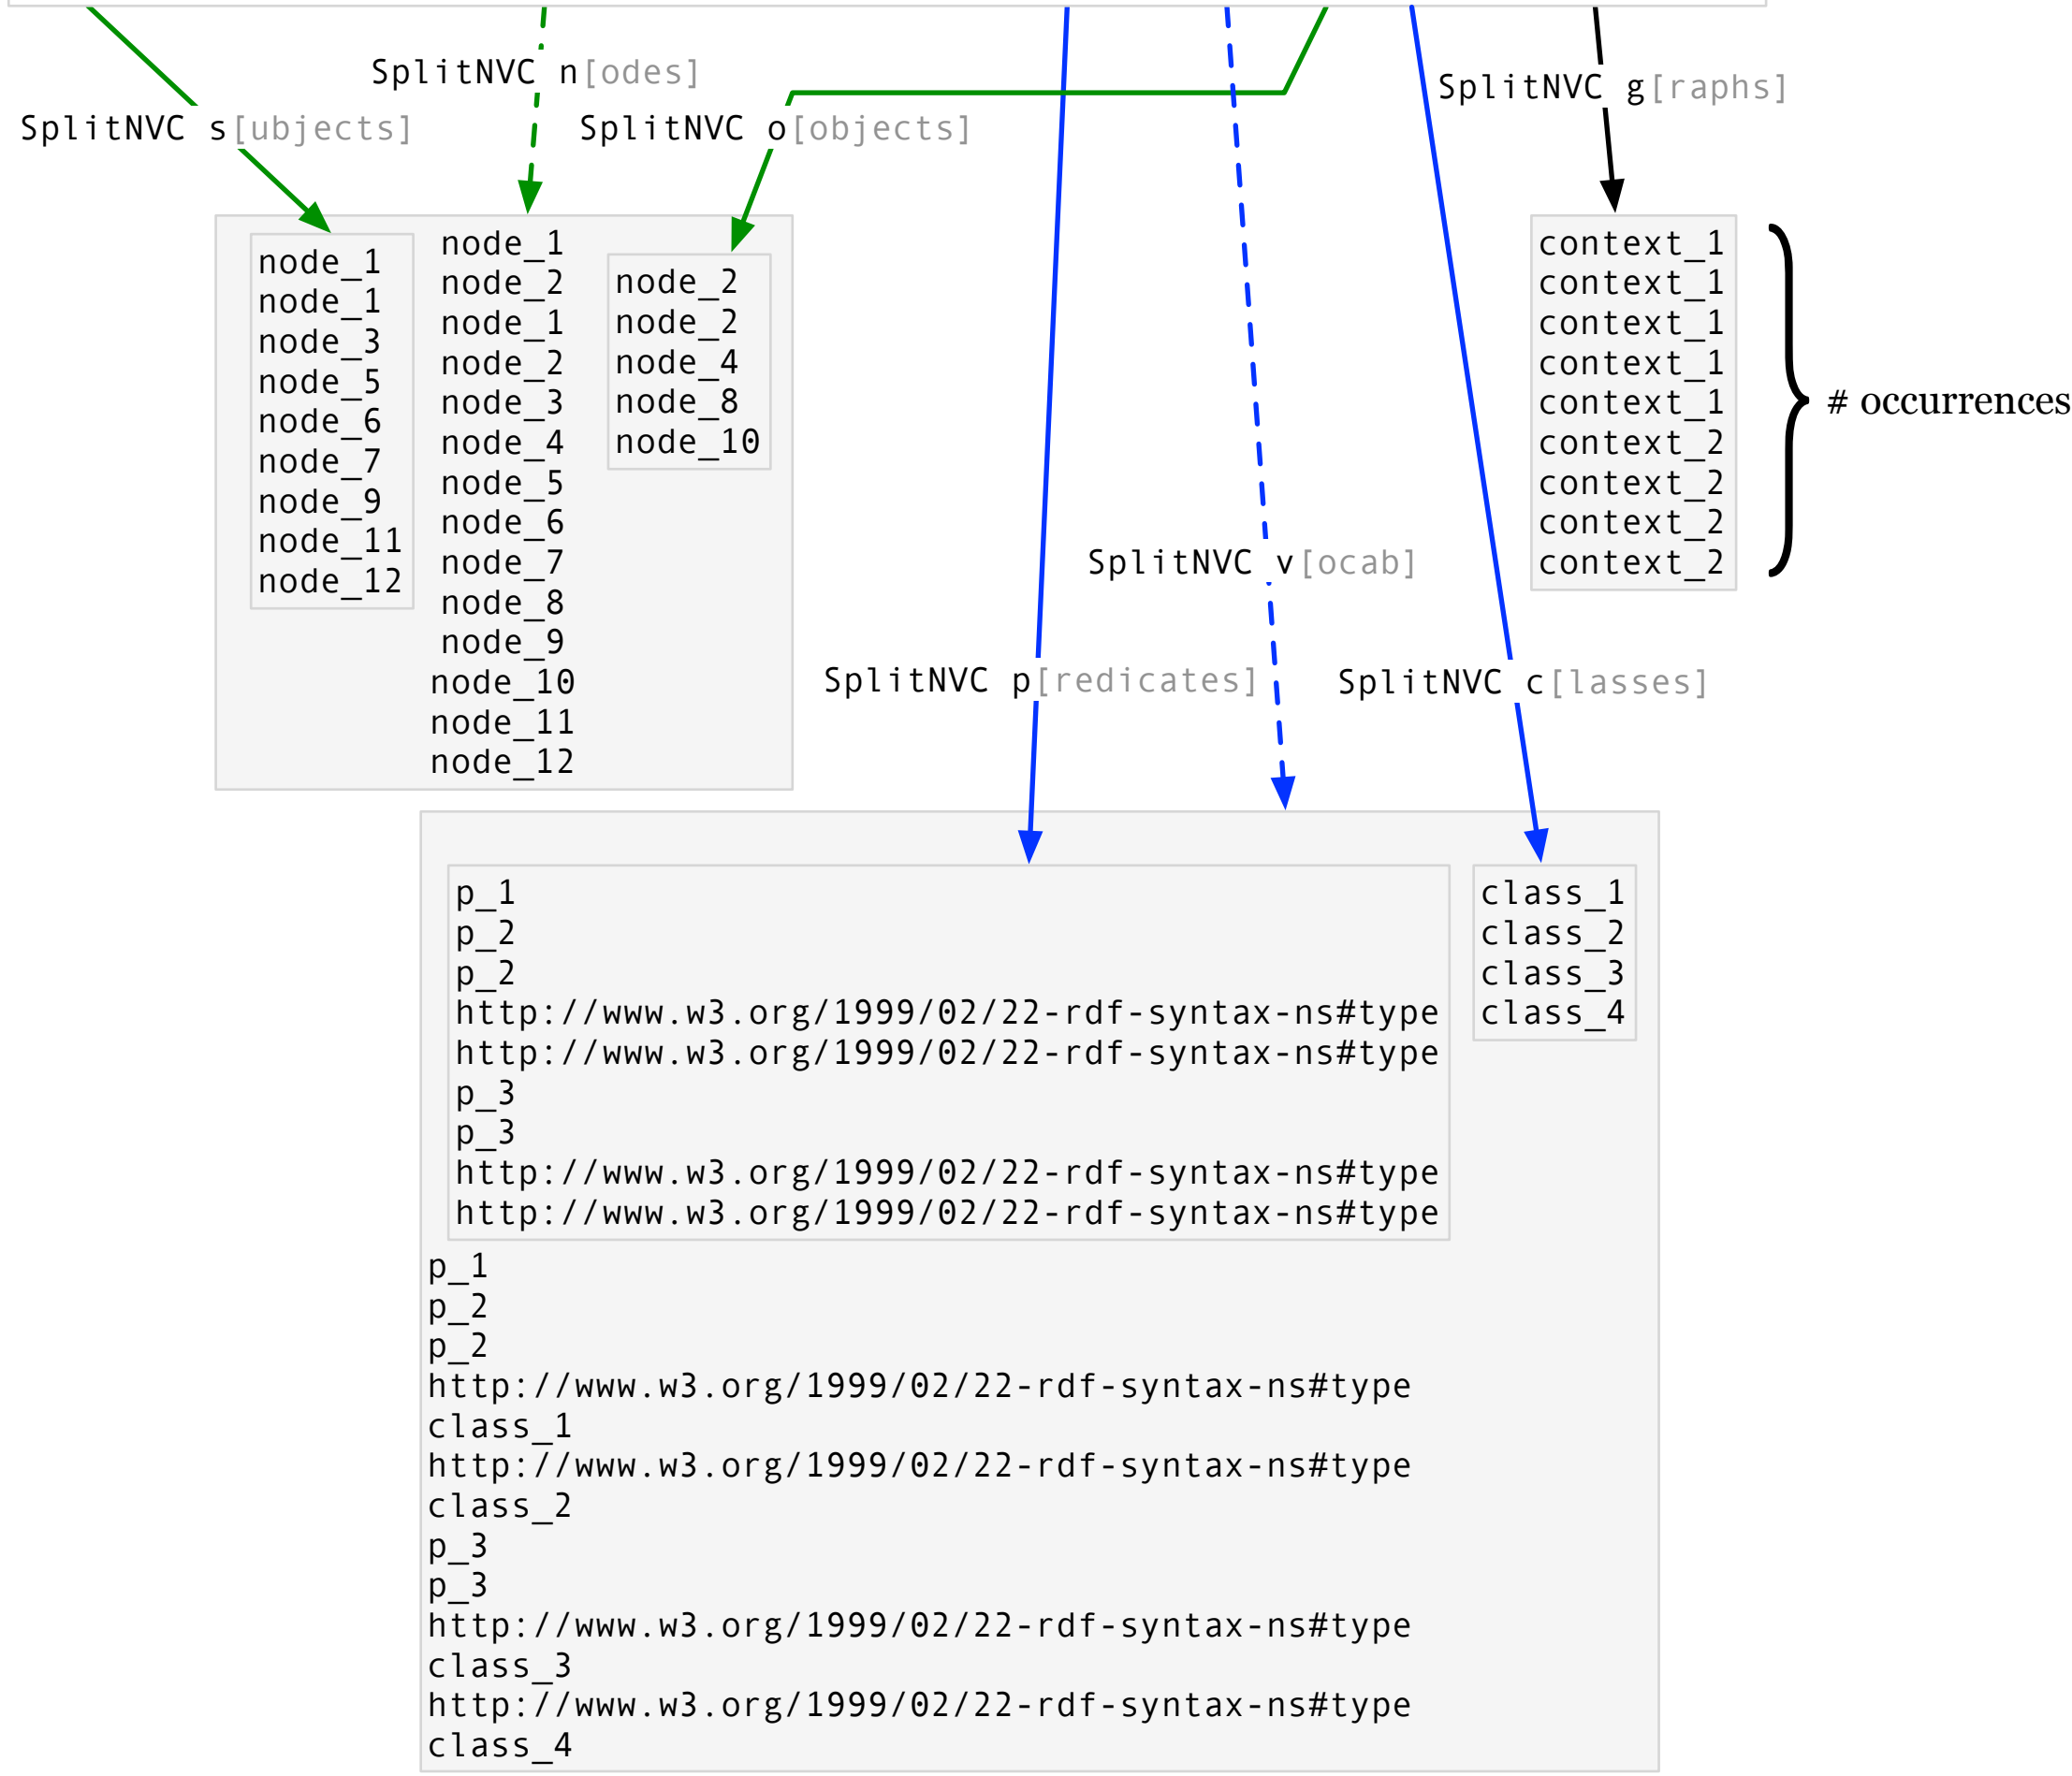 SplitNVC n[odes]
SplitNVC g[raphs]
SplitNVC s[ubjects]
SplitNVC o[objects]
node_1
node_1
node_3
node_5
node_6
node_7
node_9
node_11
node_12
node_1
node_2
node_1
node_2
node_3
node_4
node_5
node_6
node_7
node_8
node_9
node_10
node_11
node_12
node_2
node_2
node_4
node_8
node_10
context_1
context_1
context_1
context_1
context_1
context_2
context_2
context_2
context_2
# occurrences
SplitNVC v[ocab]
SplitNVC p[redicates]
SplitNVC c[lasses]
p_1
p_2
p_2
http://www.w3.org/1999/02/22-rdf-syntax-ns#type
http://www.w3.org/1999/02/22-rdf-syntax-ns#type
p_3
p_3
http://www.w3.org/1999/02/22-rdf-syntax-ns#type
http://www.w3.org/1999/02/22-rdf-syntax-ns#type
class_1
class_2
class_3
class_4
p_1
p_2
p_2
http://www.w3.org/1999/02/22-rdf-syntax-ns#type
class_1
http://www.w3.org/1999/02/22-rdf-syntax-ns#type
class_2
p_3
p_3
http://www.w3.org/1999/02/22-rdf-syntax-ns#type
class_3
http://www.w3.org/1999/02/22-rdf-syntax-ns#type
class_4